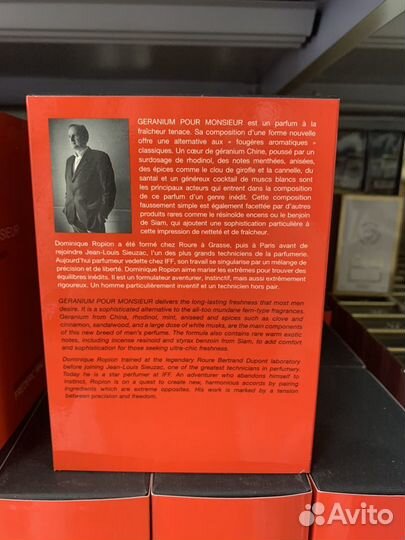 GERANIUM POUR MONSIEUR est un parfum à la
fraîcheur tenace. Sa composition d'une forme nouvelle
offre une alternative aux « fougères aromatiques »
classiques. Un cœur de géranium Chine, poussé par un
surdosage de rhodinol, des notes menthées, anisées,
des épices comme le clou de girofle et la cannelle, du
santal et un généreux cocktail de muscs blancs sont
les principaux acteurs qui entrent dans la composition
de ce parfum d'un genre inédit. Cette composition
faussement simple est également facettée par d'autres
produits rares comme le résinoïde encens ou le benjoin
de Siam, qui ajoutent une sophistication particulière à
cette impression de netteté et de fraîcheur.
Dominique Ropion a été formé chez Roure à Grasse, puis à Paris avant de
rejoindre Jean-Louis Sieuzac, l'un des plus grands techniciens de la parfumerie.
Aujourd'hui parfumeur vedette chez IFF, son travail se singularise par un mélange de
précision et de liberté. Dominique Ropion aime marier les extrêmes pour trouver des
équilibres inédits. Il est un formulateur aventurier, instinctif, mais aussi extrêmement
rigoureux. Un homme particulièrement inventif et un technicien hors pair.
GERANIUM POUR MONSIEUR delivers the long-lasting freshness that most men
desire. It is a sophisticated alternative to the all-too mundane fern-type fragrances.
Geranium from China, rhodinol, mint, aniseed and spices such as clove and
cinnamon, sandalwood, and a large dose of white musks, are the main components
of this new breed of men's perfume. The formula also contains rare warm exotic
notes, including incense resinoid and styrax benzoin from Siam, to add comfort
and sophistication for those seeking ultra-chic freshness.
Dominique Ropion trained at the legendary Roure Bertrand Dupont laboratory
before joining Jean-Louis Sieuzac, one of the greatest technicians in perfumery.
Today he is a star perfumer at IFF. An adventurer who abandons himself to
instinct, Ropion is on a quest to create new, harmonious accords by pairing
ingredients which are extreme opposites. His work is marked by a tension
between precision and freedom.
Avito